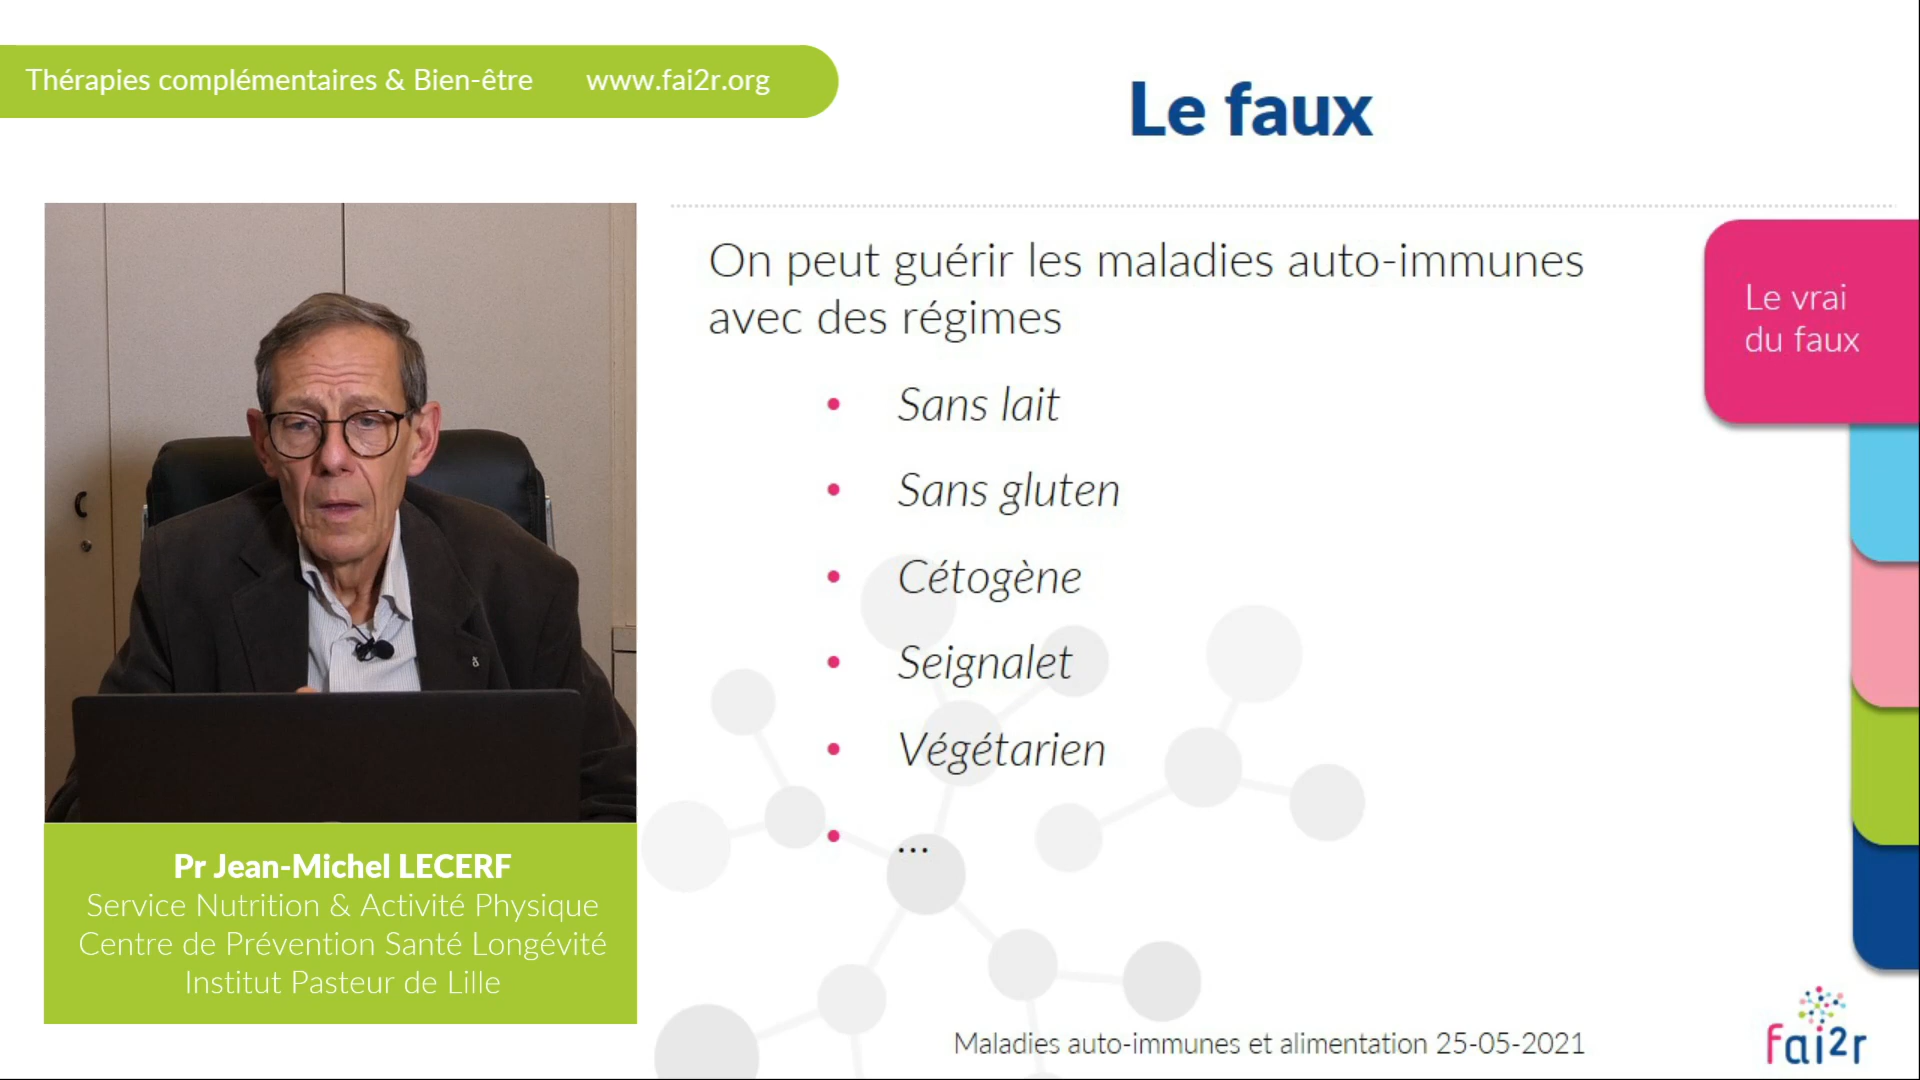 Thérapies complémentaires & Bien-être www.fai2r.org
Le faux
On peut guérir les maladies auto-immunes
avec des régimes
• Sans lait
• Sans gluten
• Cétogène
• Seignalet
• Végétarien
• ...
Le vrai
du faux
Pr Jean-Michel LECERF
Service Nutrition & Activité Physique
Centre de Prévention Santé Longévité
Institut Pasteur de Lille
Maladies auto-immunes et alimentation 25-05-2021
fai2r